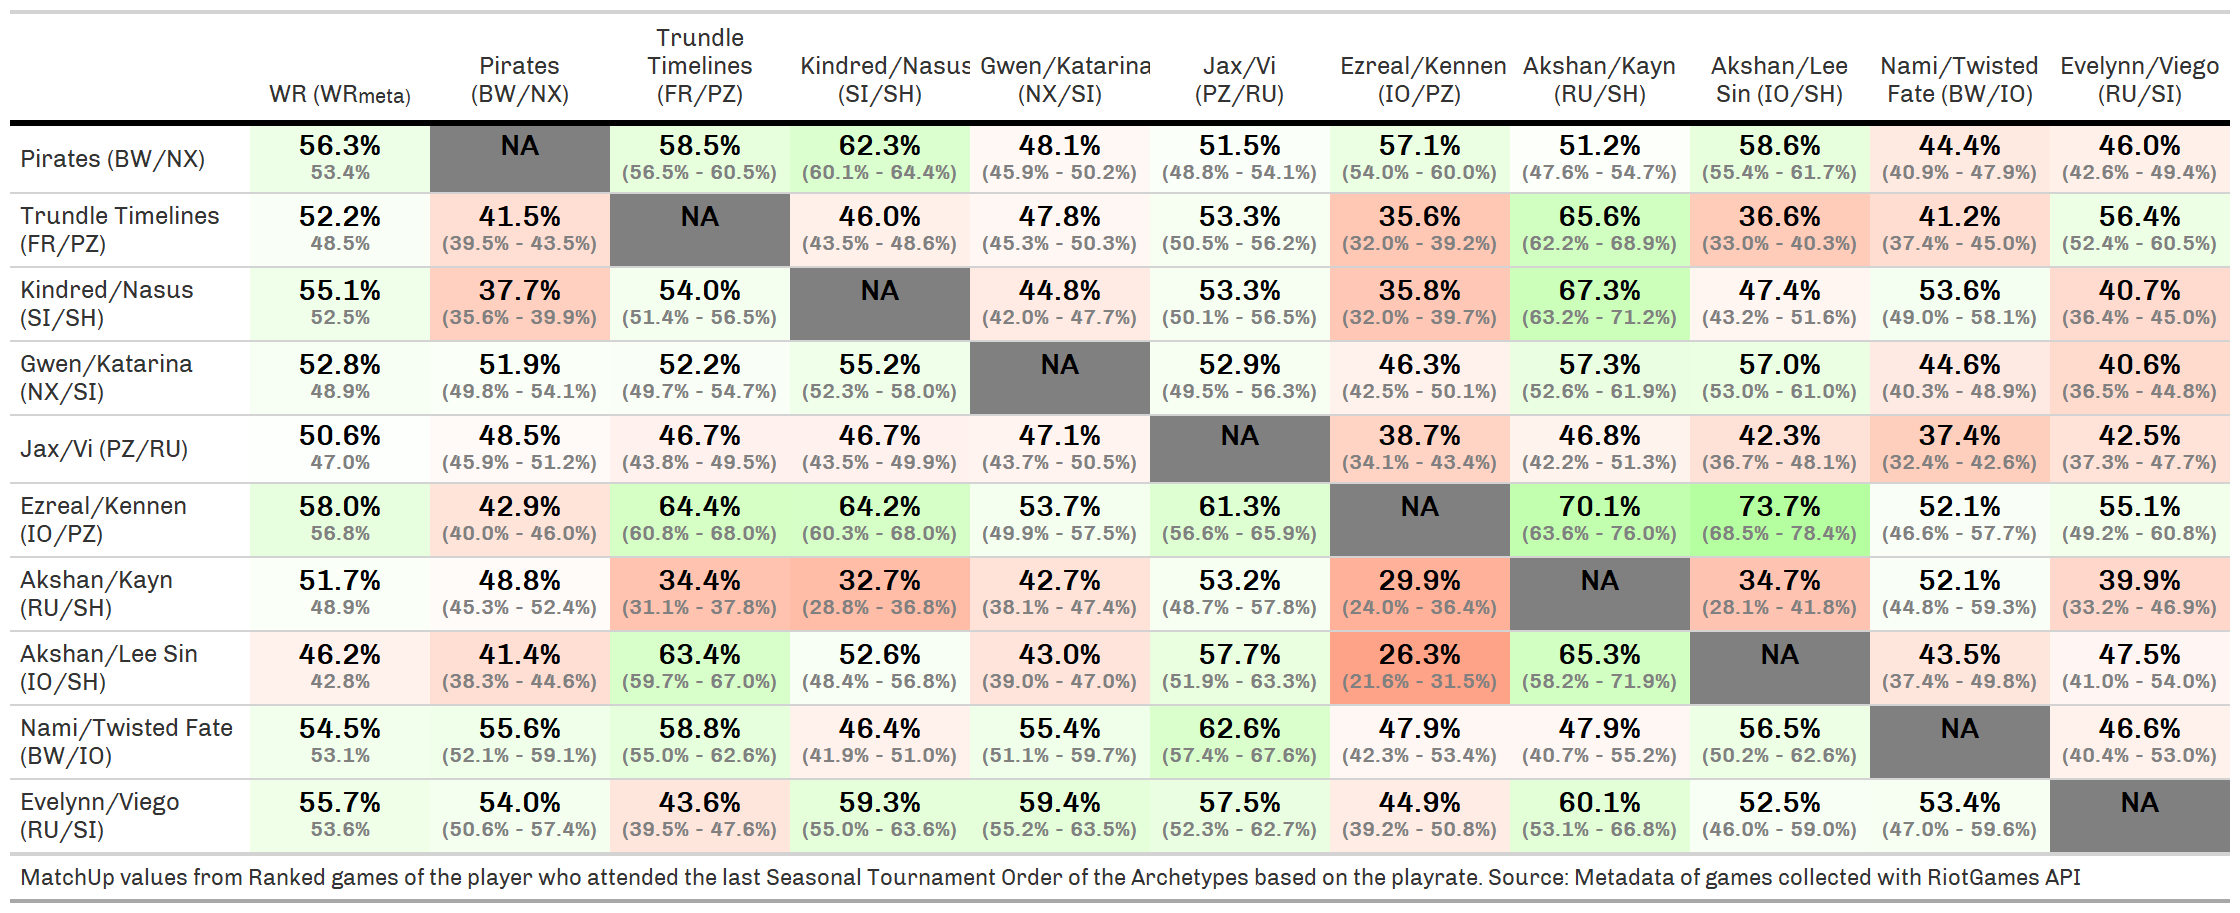 WR (WRmeta) Pirates (BW/NX) Trundle Timelines (FR/PZ) Kindred/Nasus (SI/SH) Gwen/Katarina (NX/SI) Jax/Vi (PZ/RU) Ezreal/Kennen (IO/PZ) Akshan/Kayn (RU/SH) Akshan/Lee Sin (IO/SH) Nami/Twisted Fate (BW/IO) Evelynn/Viego (RU/SI)
Pirates (BW/NX) 56.3% NA 58.5% 62.3% 48.1% 51.5% 57.1% 51.2% 58.6% 44.4% 46.0%
53.4% (56.5% - 60.5%) (60.1% - 64.4%) (45.9% - 50.2%) (48.8% - 54.1%) (54.0% - 60.0%) (47.6% - 54.7%) (55.4% - 61.7%) (40.9% - 47.9%) (42.6% - 49.4%)
Trundle Timelines 52.2% 41.5% NA 46.0% 47.8% 53.3% 35.6% 65.6% 36.6% 41.2% 56.4%
(FR/PZ) 48.5% (39.5% - 43.5%) (43.5% - 48.6%) (45.3% - 50.3%) (50.5% - 56.2%) (32.0% - 39.2%) (62.2% - 68.9%) (33.0% - 40.3%) (37.4% - 45.0%) (52.4% - 60.5%)
Kindred/Nasus 55.1% 37.7% 54.0% NA 44.8% 53.3% 35.8% 67.3% 47.4% 53.6% 40.7%
(SI/SH) 52.5% (35.6% - 39.9%) (51.4% - 56.5%) (42.0% - 47.7%) (50.1% - 56.5%) (32.0% - 39.7%) (63.2% - 71.2%) (43.2% - 51.6%) (49.0% - 58.1%) (36.4% - 45.0%)
Gwen/Katarina 52.8% 51.9% 52.2% 55.2% NA 52.9% 46.3% 57.3% 57.0% 44.6% 40.6%
(NX/SI) 48.9% (49.8% - 54.1%) (49.7% - 54.7%) (52.3% - 58.0%) (49.5% - 56.3%) (42.5% - 50.1%) (52.6% - 61.9%) (53.0% - 61.0%) (40.3% - 48.9%) (36.5% - 44.8%)
Jax/Vi (PZ/RU) 50.6% 48.5% 46.7% 46.7% 47.1% NA 38.7% 46.8% 42.3% 37.4% 42.5%
47.0% (45.9% - 51.2%) (43.8% - 49.5%) (43.5% - 49.9%) (43.7% - 50.5%) (34.1% - 43.4%) (42.2% - 51.3%) (36.7% - 48.1%) (32.4% - 42.6%) (37.3% - 47.7%)
Ezreal/Kennen 58.0% 42.9% 64.4% 64.2% 53.7% 61.3% NA 70.1% 73.7% 52.1% 55.1%
(IO/PZ) 56.8% (40.0% - 46.0%) (60.8% - 68.0%) (60.3% - 68.0%) (49.9% - 57.5%) (56.6% - 65.9%) (63.6% - 76.0%) (68.5% - 78.4%) (46.6% - 57.7%) (49.2% - 60.8%)
Akshan/Kayn 51.7% 48.8% 34.4% 32.7% 42.7% 53.2% 29.9% NA 34.7% 52.1% 39.9%
(RU/SH) 48.9% (45.3% - 52.4%) (31.1% - 37.8%) (28.8% - 36.8%) (38.1% - 47.4%) (48.7% - 57.8%) (24.0% - 36.4%) (28.1% - 41.8%) (44.8% - 59.3%) (33.2% - 46.9%)
Akshan/Lee Sin 46.2% 41.4% 63.4% 52.6% 43.0% 57.7% 26.3% 65.3% NA 43.5% 47.5%
(IO/SH) 42.8% (38.3% - 44.6%) (59.7% - 67.0%) (48.4% - 56.8%) (39.0% - 47.0%) (51.9% - 63.3%) (21.6% - 31.5%) (58.2% - 71.9%) (37.4% - 49.8%) (41.0% - 54.0%)
Nami/Twisted Fate 54.5% 55.6% 58.8% 46.4% 55.4% 62.6% 47.9% 47.9% 56.5% NA 46.6%
(BW/IO) 53.1% (52.1% - 59.1%) (55.0% - 62.6%) (41.9% - 51.0%) (51.1% - 59.7%) (57.4% - 67.6%) (42.3% - 53.4%) (40.7% - 55.2%) (50.2% - 62.6%) (40.4% - 53.0%)
Evelynn/Viego 55.7% 54.0% 43.6% 59.3% 59.4% 57.5% 44.9% 60.1% 52.5% 53.4% NA
(RU/SI) 53.6% (50.6% - 57.4%) (39.5% - 47.6%) (55.0% - 63.6%) (55.2% - 63.5%) (52.3% - 62.7%) (39.2% - 50.8%) (53.1% - 66.8%) (46.0% - 59.0%) (47.0% - 59.6%)
MatchUp values from Ranked games of the player who attended the last Seasonal Tournament Order of the Archetypes based on the playrate. Source: Metadata of games collected with RiotGames API